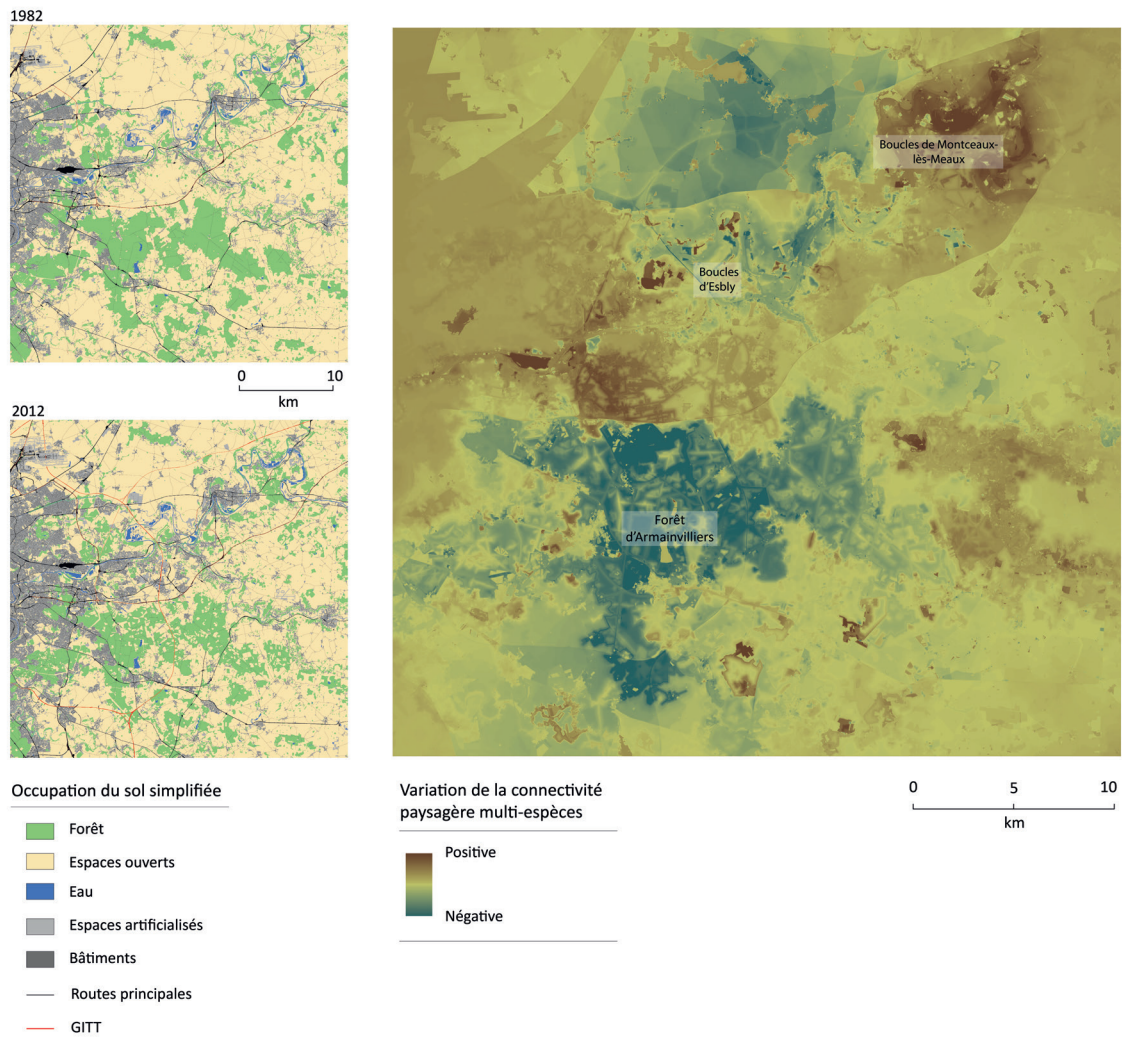 1982
0 10
km
2012
Occupation du sol simplifiée
Forêt
Espaces ouverts
Eau
Espaces artificialisés
Bâtiments
Routes principales
GITT
Boucles de Montceaux-
lès-Meaux
Boucles
d'Esbly
Forêt
d'Armainvilliers
Variation de la connectivité
paysagère multi-espèces
Positive
Négative
0 5 10
km